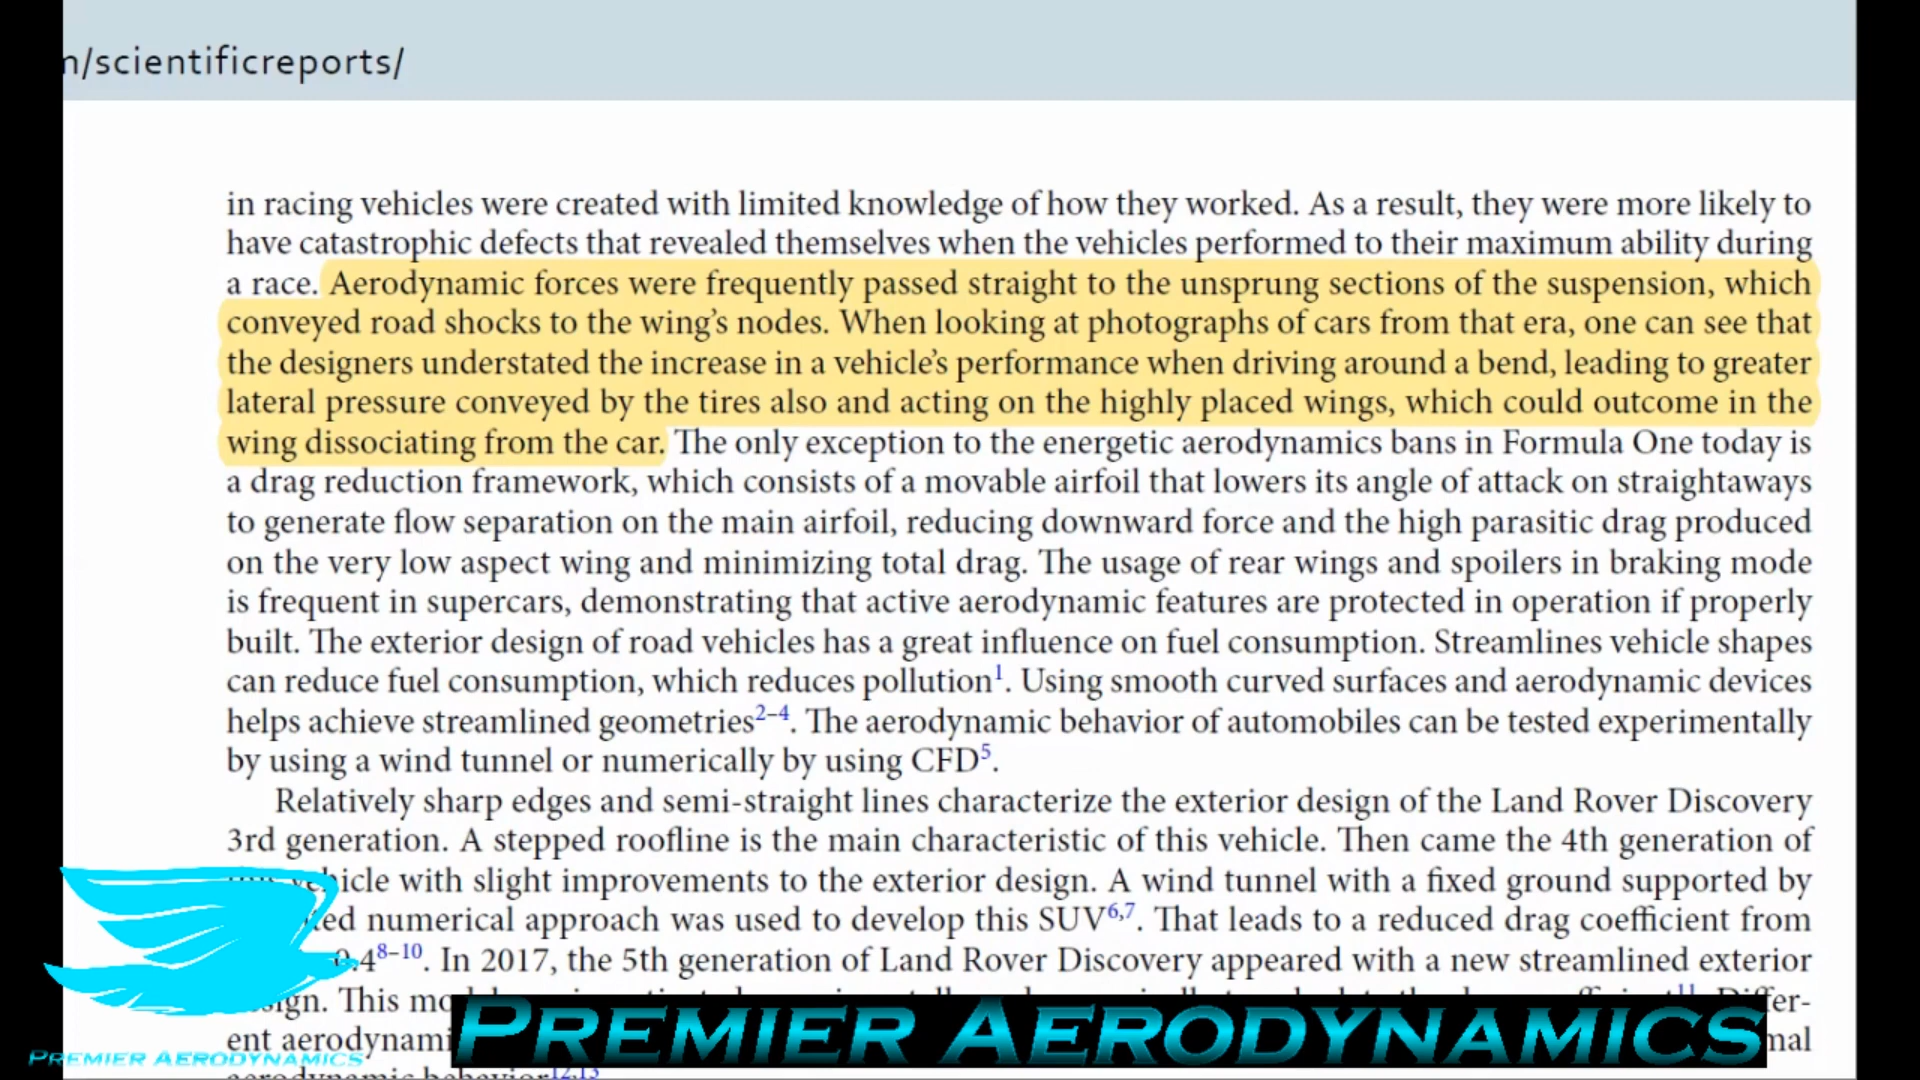 m/scientificreports/
in racing vehicles were created with limited knowledge of how they worked. As a result, they were more likely to
have catastrophic defects that revealed themselves when the vehicles performed to their maximum ability during
a race. Aerodynamic forces were frequently passed straight to the unsprung sections of the suspension, which
conveyed road shocks to the wing’s nodes. When looking at photographs of cars from that era, one can see that
the designers understated the increase in a vehicle’s performance when driving around a bend, leading to greater
lateral pressure conveyed by the tires also and acting on the highly placed wings, which could outcome in the
wing dissociating from the car. The only exception to the energetic aerodynamics bans in Formula One today is
a drag reduction framework, which consists of a movable airfoil that lowers its angle of attack on straightaways
to generate flow separation on the main airfoil, reducing downward force and the high parasitic drag produced
on the very low aspect wing and minimizing total drag. The usage of rear wings and spoilers in braking mode
is frequent in supercars, demonstrating that active aerodynamic features are protected in operation if properly
built. The exterior design of road vehicles has a great influence on fuel consumption. Streamlines vehicle shapes
can reduce fuel consumption, which reduces pollution1. Using smooth curved surfaces and aerodynamic devices
helps achieve streamlined geometries2–4. The aerodynamic behavior of automobiles can be tested experimentally
by using a wind tunnel or numerically by using CFD5.
Relatively sharp edges and semi-straight lines characterize the exterior design of the Land Rover Discovery
3rd generation. A stepped roofline is the main characteristic of this vehicle. Then came the 4th generation of
vehicle with slight improvements to the exterior design. A wind tunnel with a fixed ground supported by
numerical approach was used to develop this SUV6,7. That leads to a reduced drag coefficient from
0.48–10. In 2017, the 5th generation of Land Rover Discovery appeared with a new streamlined exterior
This Differ-
ent
PREMIER AERODYNAMICS
PREMIER AERODYNAMICS